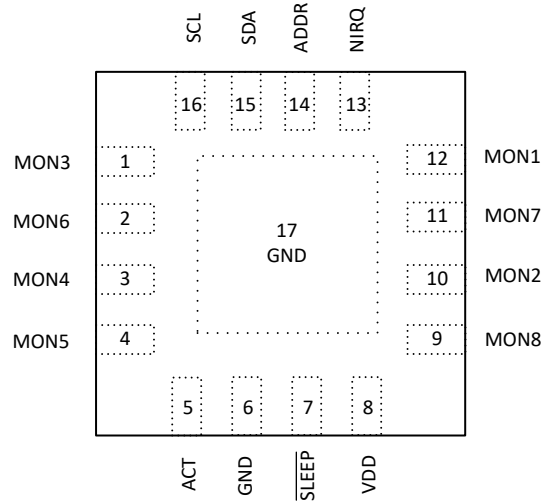 SCL SDA ADDR NIRQ
16 15 14 13
MON3 1 12 MON1
MON6 2 11 MON7
17
GND
MON4 3 10 MON2
MON5 4 9 MON8
5 6 7 8
ACT GND SLEEP VDD